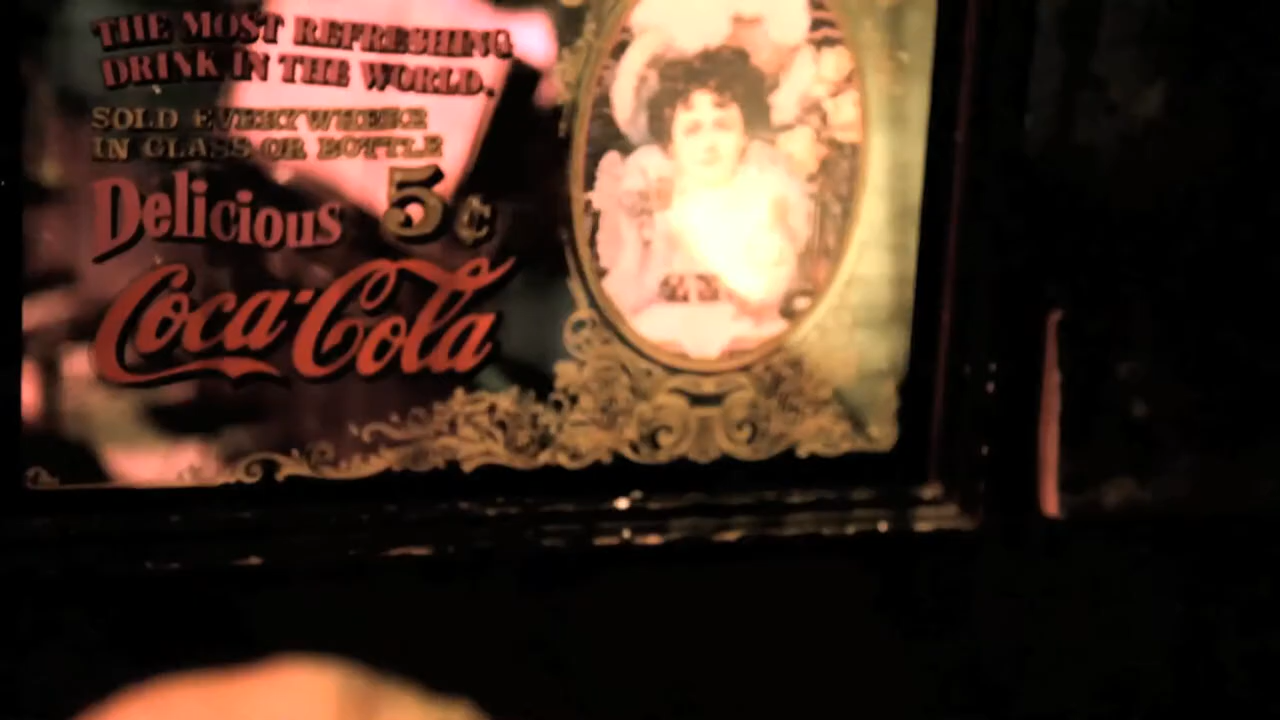 THE MOST REFRESHING
DRINK IN THE WORLD.
SOLD EVERYWHERE
IN GLASS OR BOTTLE
Delicious 5¢
Coca-Cola